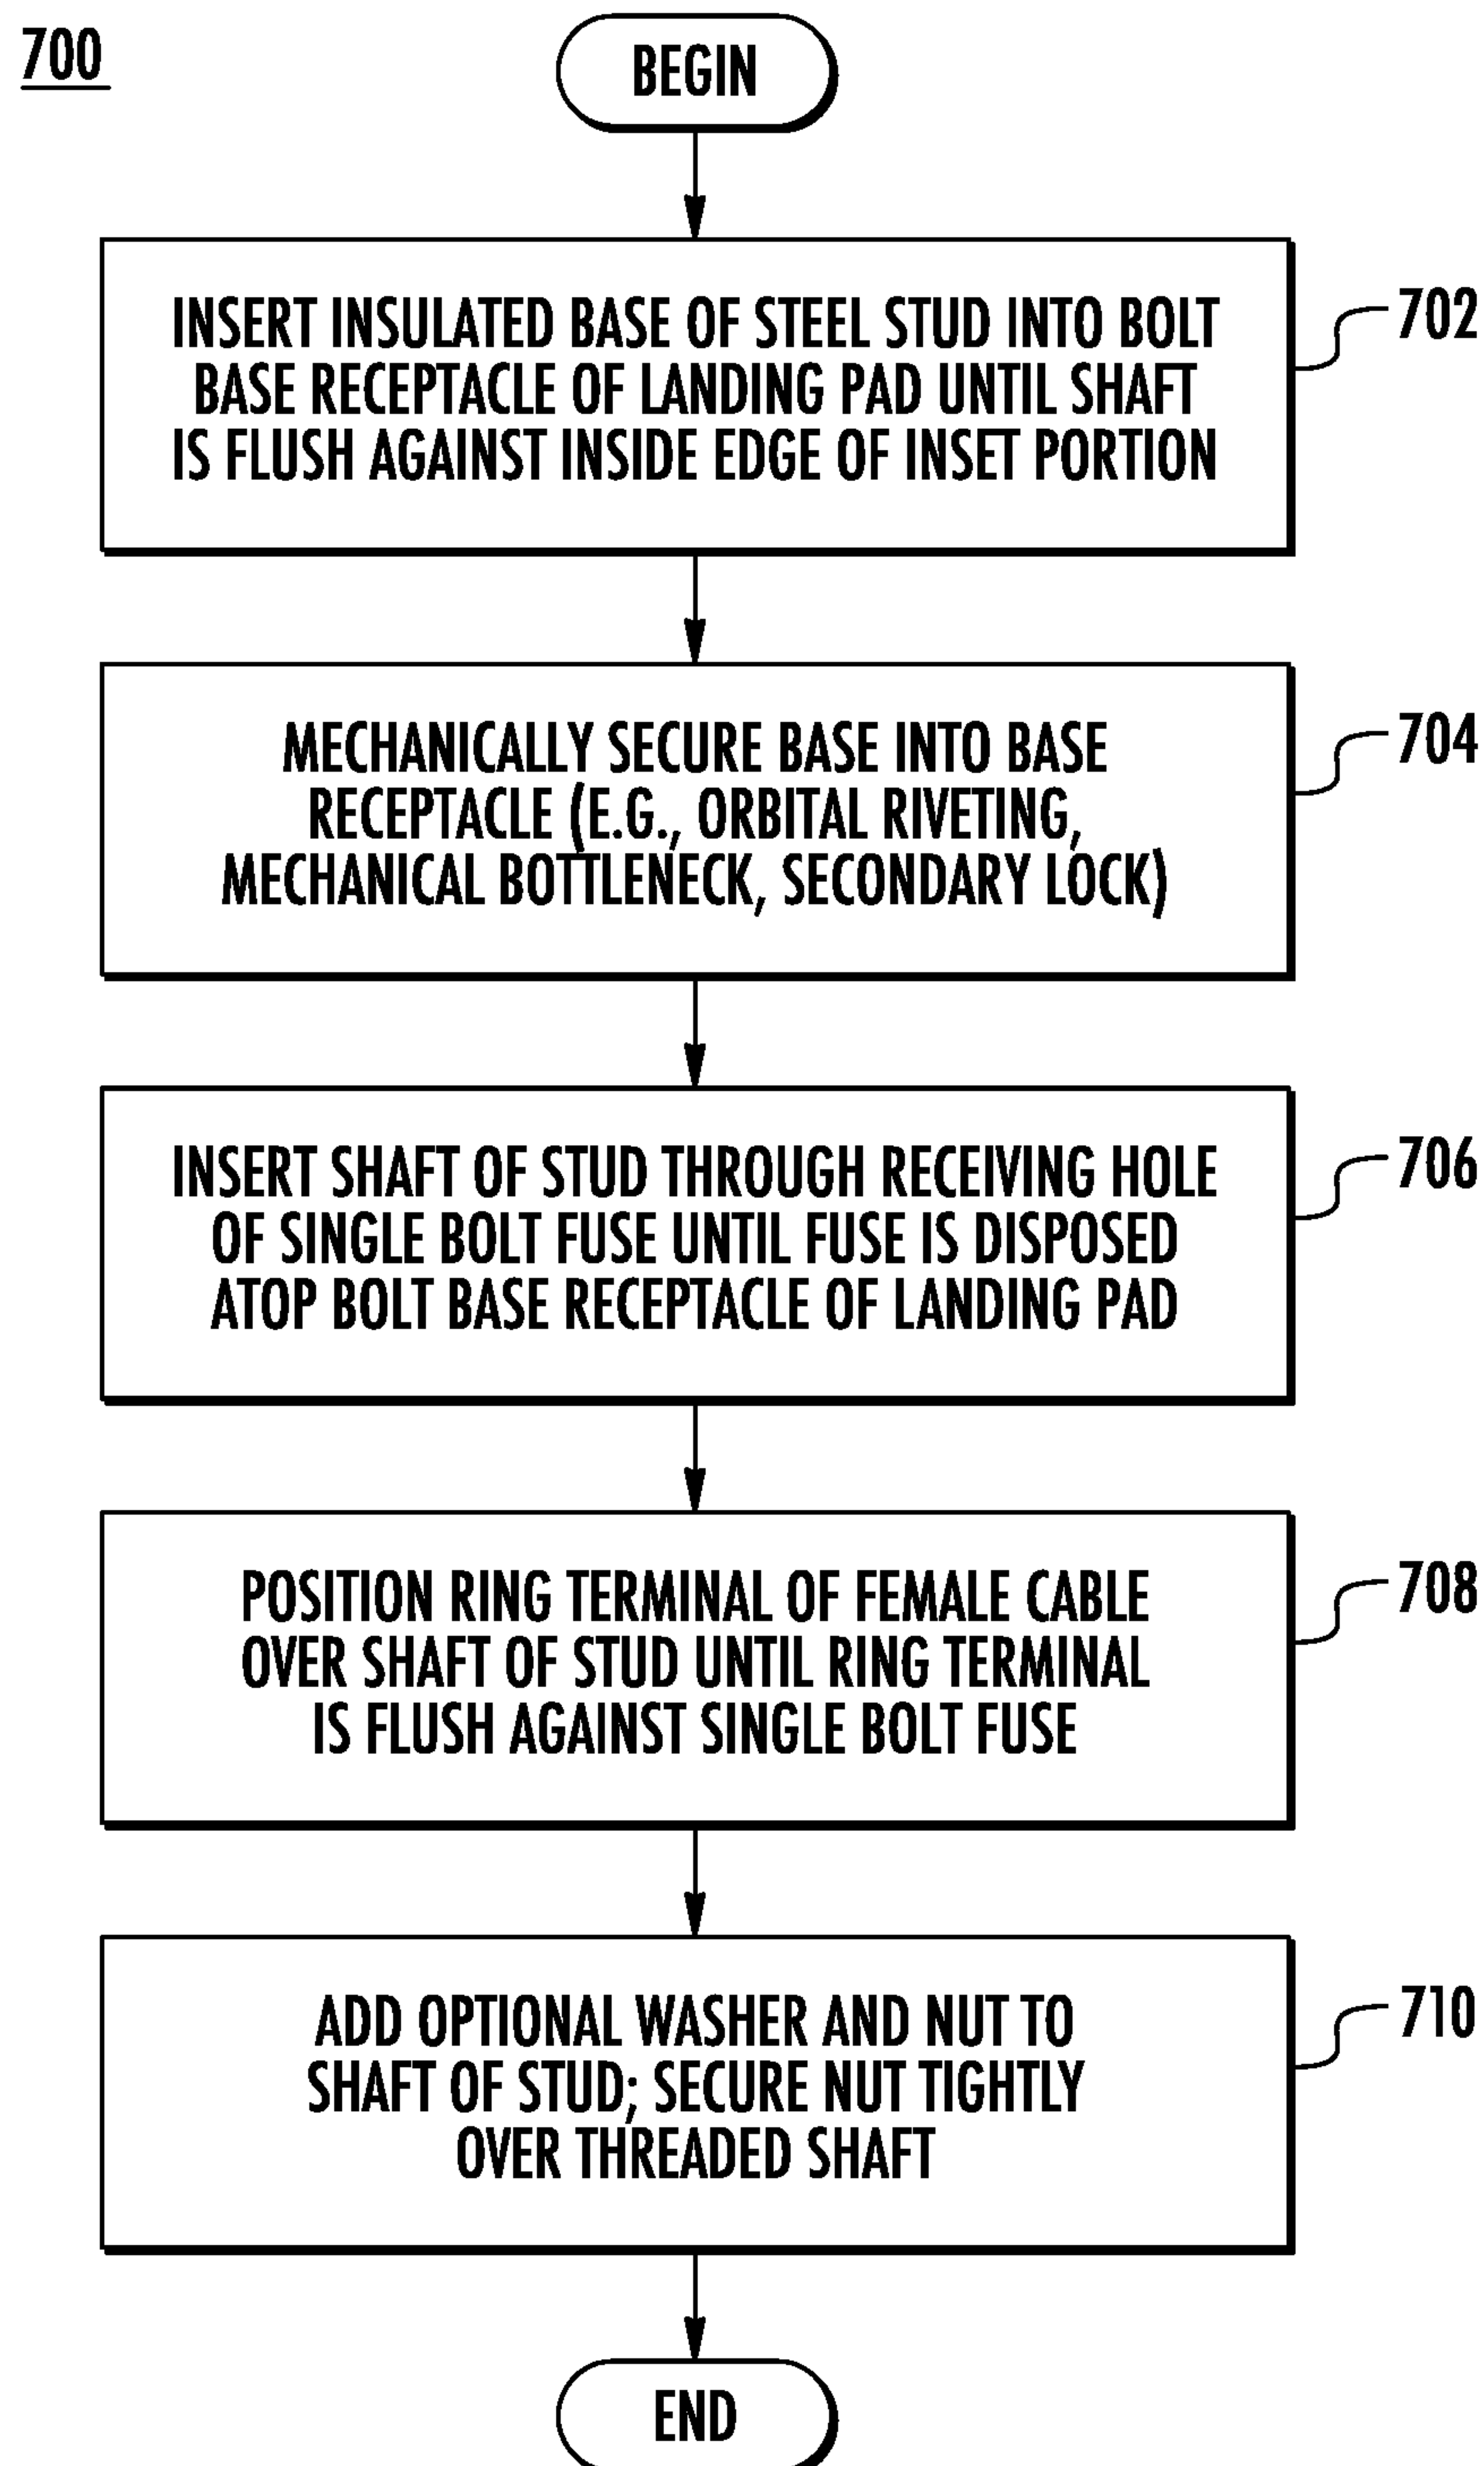 700
BEGIN
INSERT INSULATED BASE OF STEEL STUD INTO BOLT
BASE RECEPTACLE OF LANDING PAD UNTIL SHAFT
IS FLUSH AGAINST INSIDE EDGE OF INSET PORTION
702
MECHANICALLY SECURE BASE INTO BASE
RECEPTACLE (E.G., ORBITAL RIVETING,
MECHANICAL BOTTLENECK, SECONDARY LOCK)
704
INSERT SHAFT OF STUD THROUGH RECEIVING HOLE
OF SINGLE BOLT FUSE UNTIL FUSE IS DISPOSED
ATOP BOLT BASE RECEPTACLE OF LANDING PAD
706
POSITION RING TERMINAL OF FEMALE CABLE
OVER SHAFT OF STUD UNTIL RING TERMINAL
IS FLUSH AGAINST SINGLE BOLT FUSE
708
ADD OPTIONAL WASHER AND NUT TO
SHAFT OF STUD; SECURE NUT TIGHTLY
OVER THREADED SHAFT
710
END